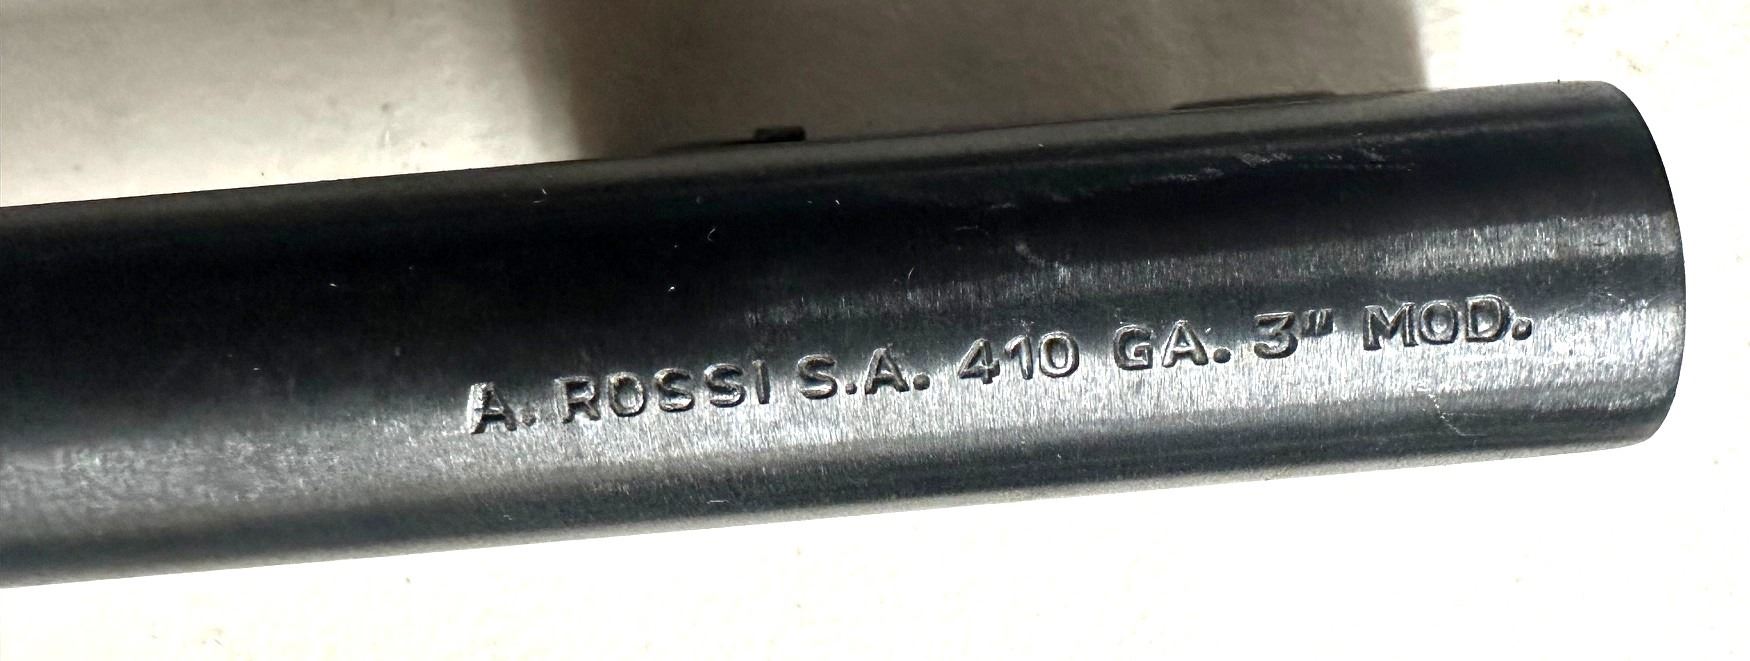 A. ROSSI S.A. 410 GA. 3" MOD.